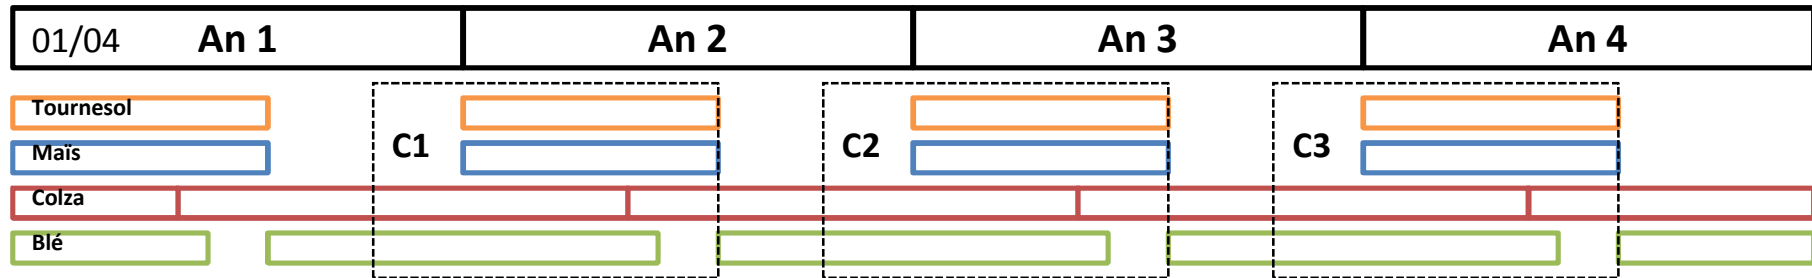 01/04 An 1 An 2 An 3 An 4
Tournesol
Maïs
C1 C2 C3
Colza
Blé